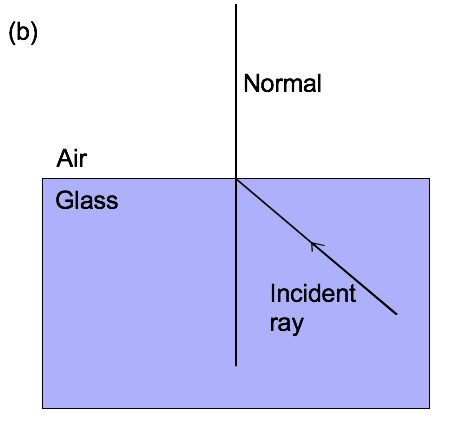 (b)
Normal
Air
Glass
Incident
ray